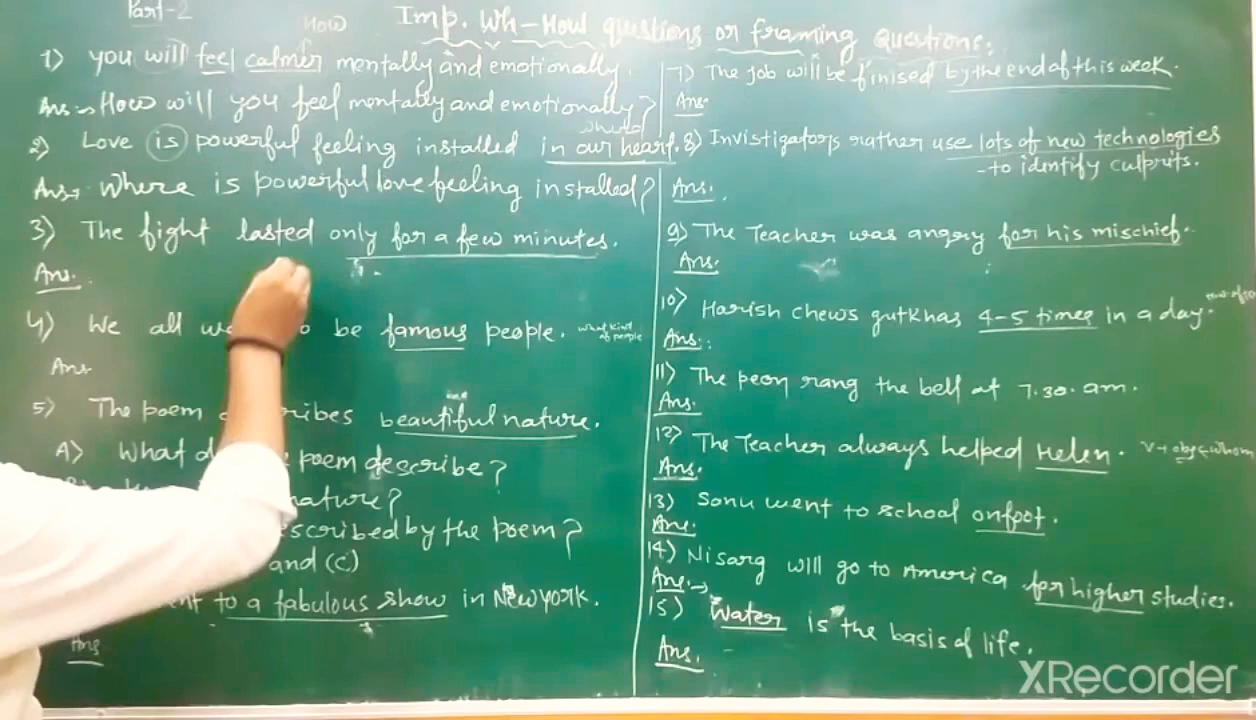 Part-2
Imp. Wh-How questions or framing questions:
How
1) you will feel calmer mentally and emotionally.
Ans:→ How will you feel mentally and emotionally?
where
2) Love is powerful feeling installed in our heart.
Ans→ Where is powerful love feeling installed?
3) The fight lasted only for a few minutes.
Ans.
4) We all be famous people. what kind
of people
Ans.
5) The poem beautiful nature.
A) What poem describe?
nature?
by the poem?
and (C)
to a fabulous show in New York.
Ans
7) The job will be finised by the end of this week.
Ans.
8) Invistigators rather use lots of new technologies
-to identify culprits.
Ans.
9) The Teacher was angry for his mischief.
Ans.
10) Harish chews gutkhas 4-5 times in a day.
Ans:
11) The peon rang the bell at 7.30. am.
Ans.
12) The Teacher always helped Helen. V+obj=whom
Ans.
13) Sonu went to school onfoot.
Ans.
14) Nisarg will go to America for higher studies.
Ans.→
15) Water is the basis of life.
Ans.
XRecorder